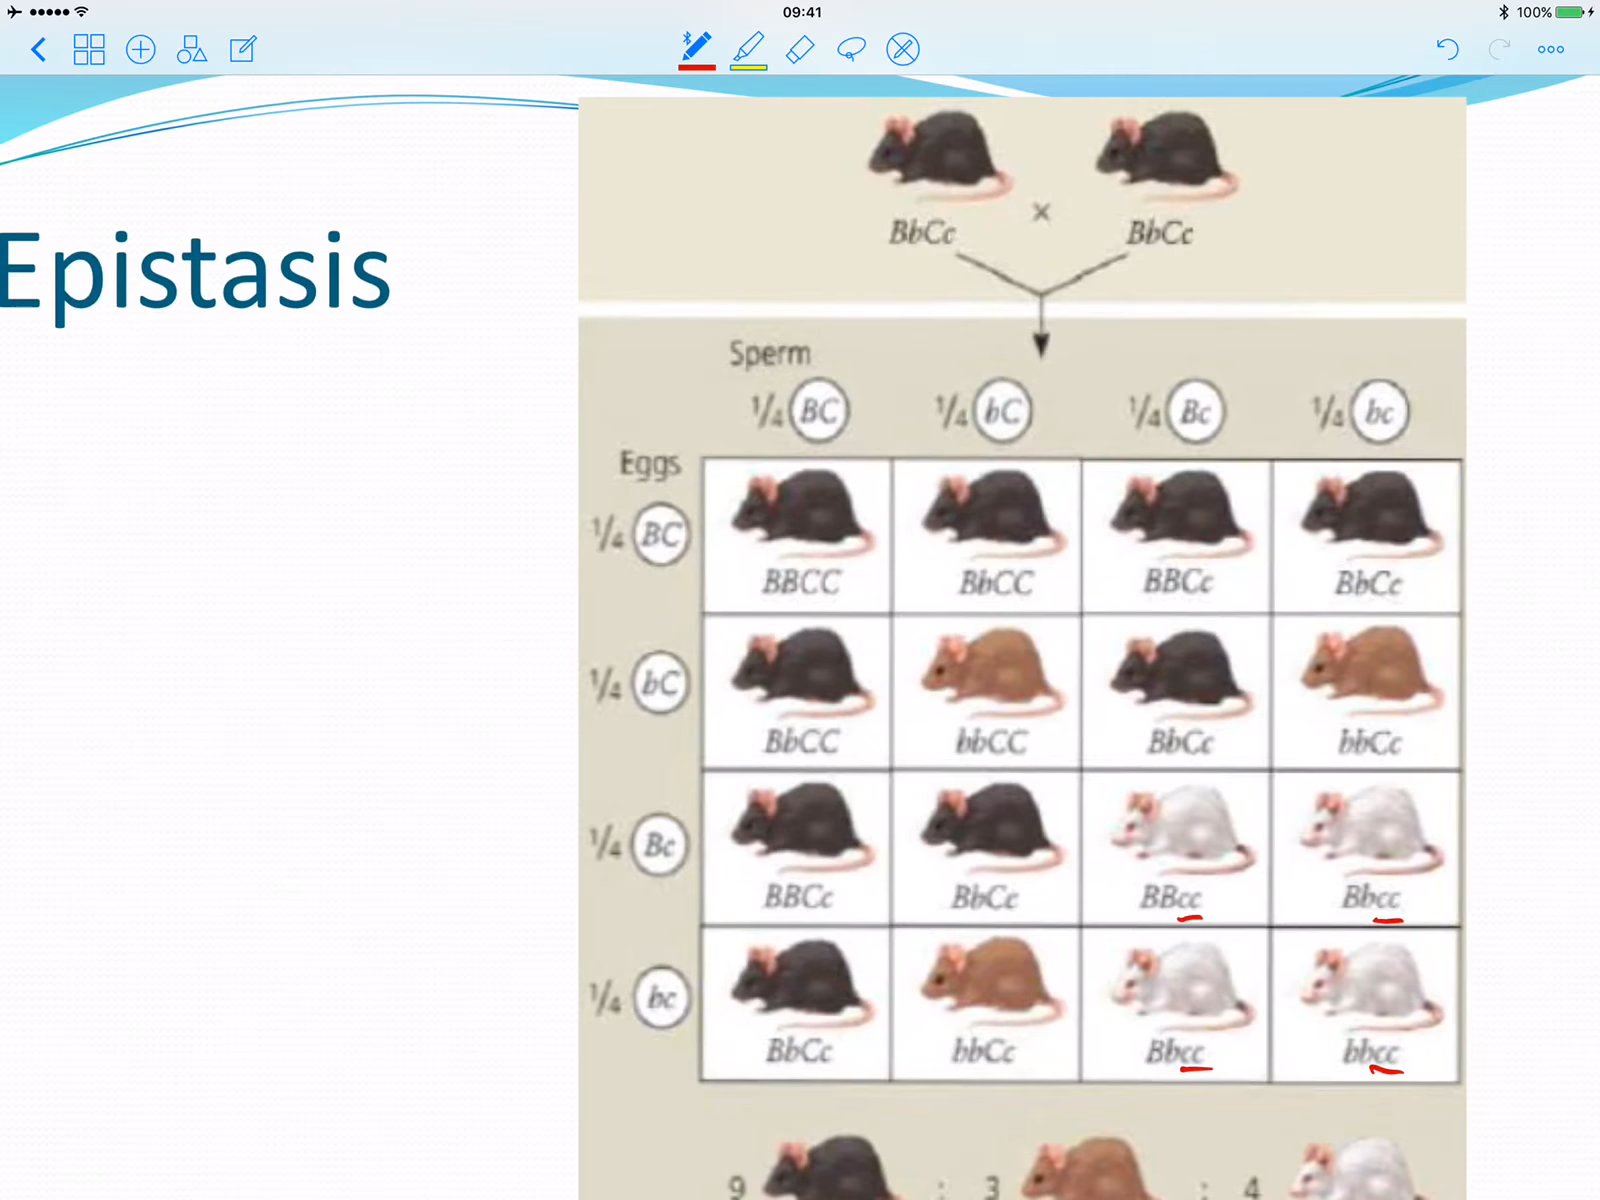 09:41
100%
Epistasis
×
BbCc BbCc
Sperm
1/4 BC 1/4 bC 1/4 Bc 1/4 bc
Eggs
1/4 BC
BBCC BbCC BBCc BbCc
1/4 bC
BbCC bbCC BbCc bbCc
1/4 Bc
BBCc BbCc BBcc Bbcc
1/4 bc
BbCc bbCc Bbcc bbcc
9 : 3 : 4